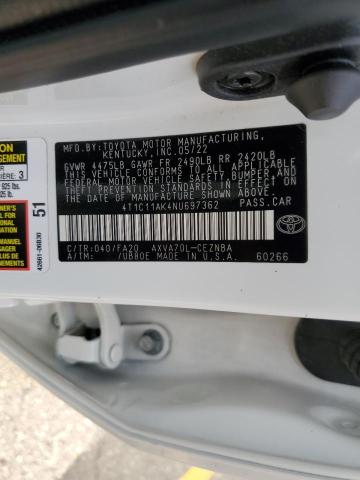 MFG.BY:TOYOTA MOTOR MANUFACTURING,
KENTUCKY, INC. 05/22
GVWR 4475LB GAWR FR 2490LB RR 2420LB
THIS VEHICLE CONFORMS TO ALL APPLICABLE
FEDERAL MOTOR VEHICLE SAFETY, BUMPER, AND
THEFT PREVENTION STANDARDS IN EFFECT ON
THE DATE OF MANUFACTURE SHOWN ABOVE.
4T1C11AK4NU697362 PASS.CAR
C/TR:040/FA20 AXVA70L-CEZNBA
A/TM: /UB80E MADE IN U.S.A. 60266
TOYOTA
51